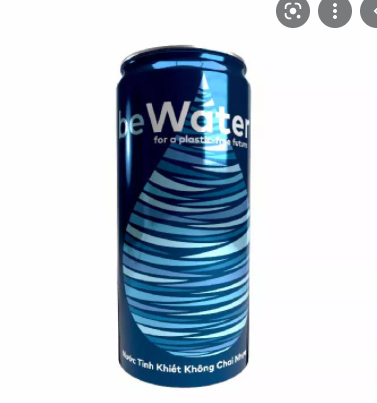 beWater
for a plastic-free future
Nước Tinh Khiết Không Chai Nhựa